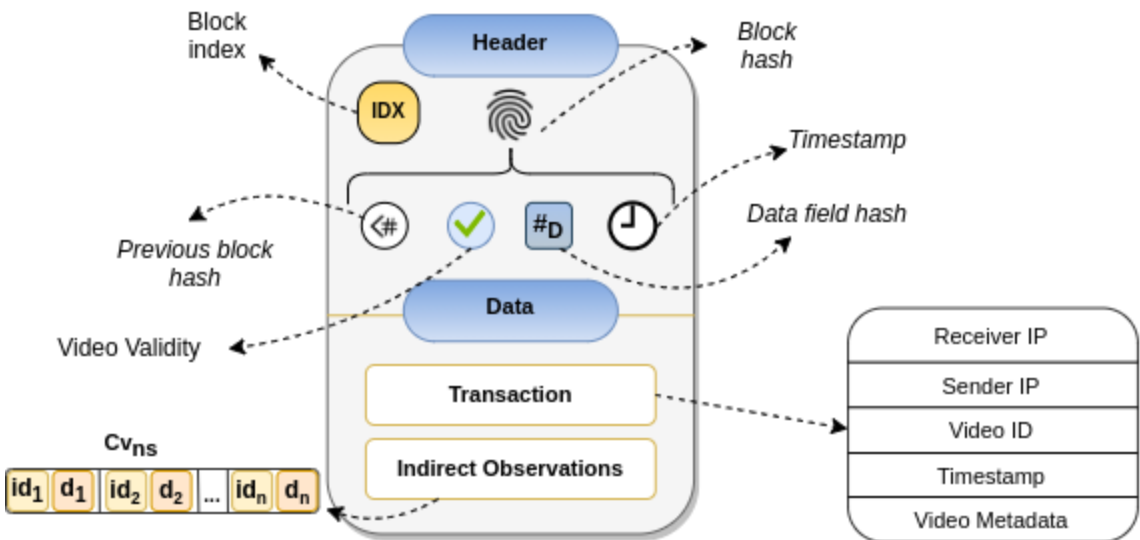 Block
index
Header
Block
hash
IDX
Timestamp
<#
#D
Data field hash
Previous block
hash
Data
Video Validity
Receiver IP
Transaction
Sender IP
Video ID
Cvns
Indirect Observations
Timestamp
id1 d1 id2 d2 ... idn dn
Video Metadata